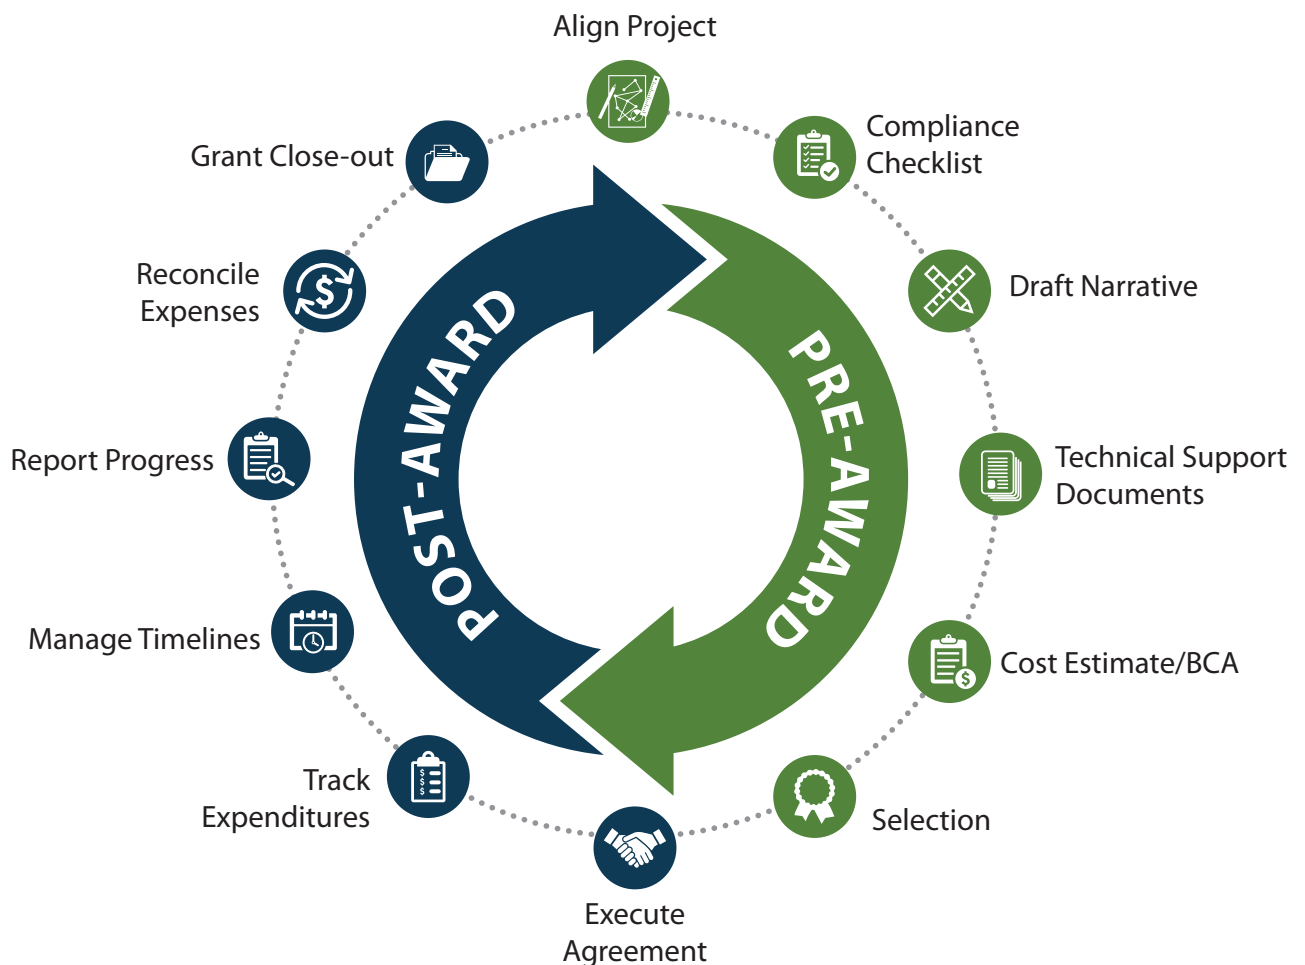 Align Project
Compliance
Checklist
Draft Narrative
Technical Support
Documents
Cost Estimate/BCA
Selection
Execute
Agreement
Track
Expenditures
Manage Timelines
Report Progress
Reconcile
Expenses
Grant Close-out
PRE-AWARD
POST-AWARD